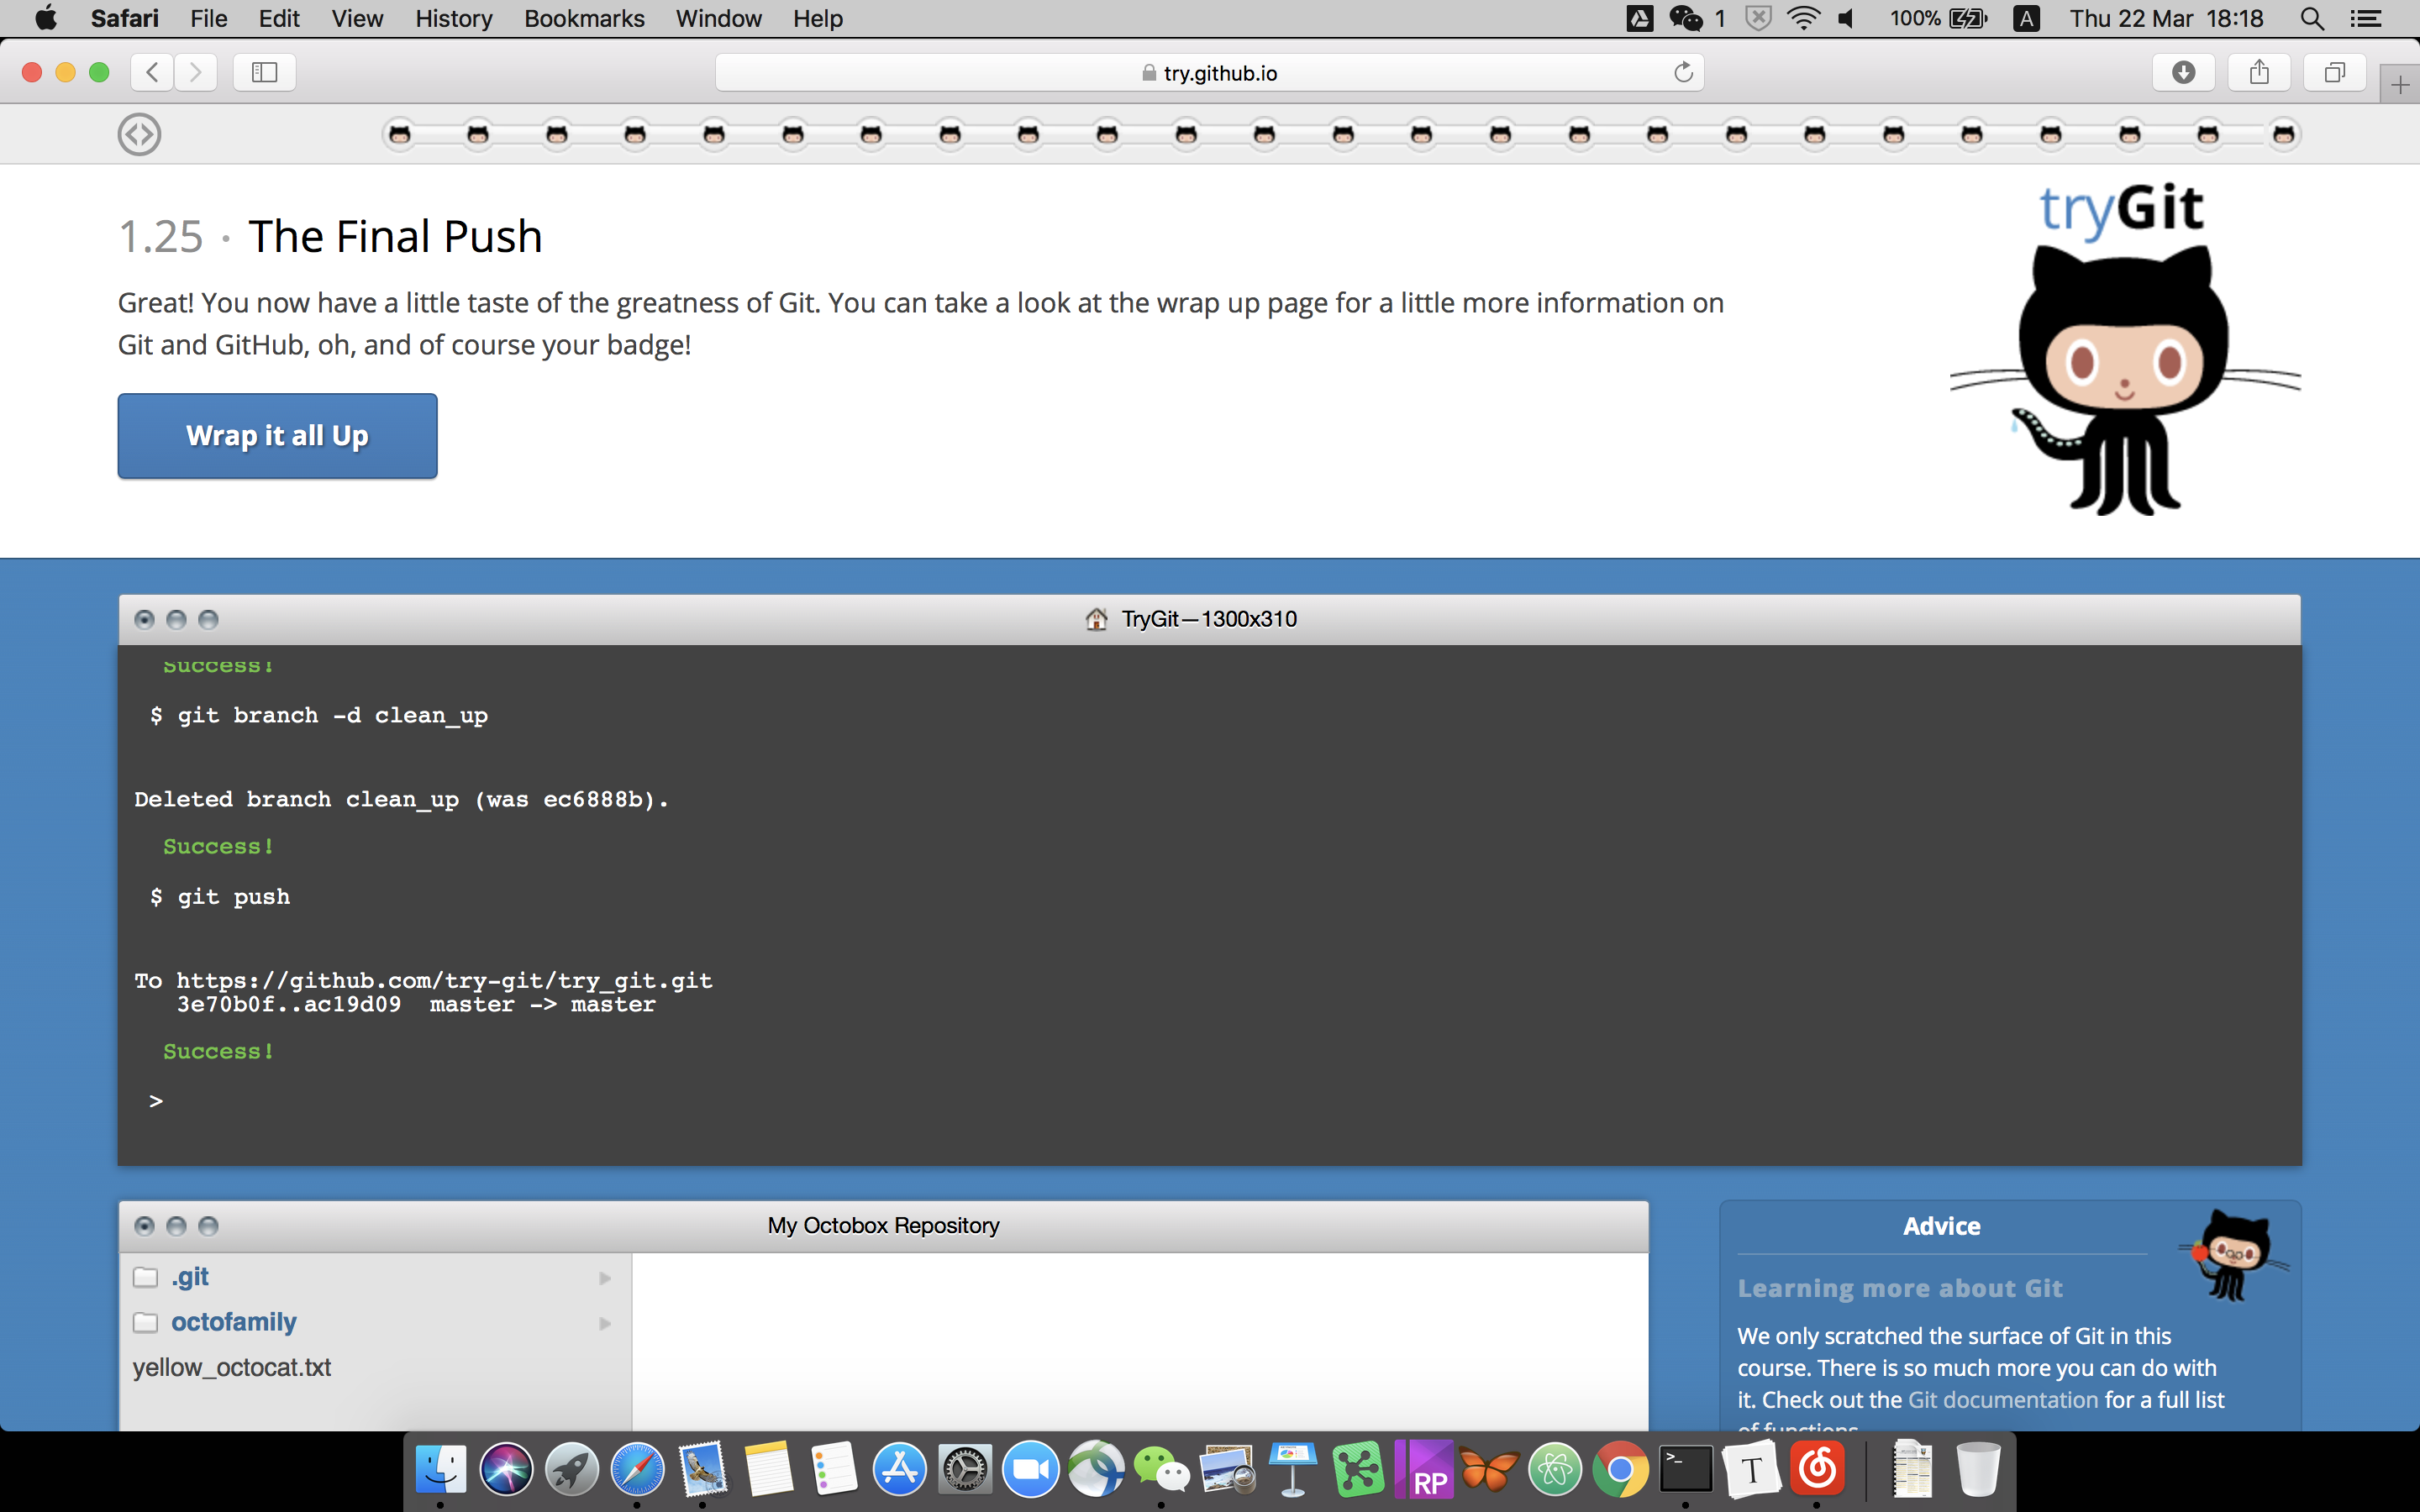 Safari File Edit View History Bookmarks Window Help 1 100% A Thu 22 Mar 18:18
try.github.io
tryGit
1.25 · The Final Push
Great! You now have a little taste of the greatness of Git. You can take a look at the wrap up page for a little more information on
Git and GitHub, oh, and of course your badge!
Wrap it all Up
TryGit—1300x310
Success!
$ git branch -d clean_up
Deleted branch clean_up (was ec6888b).
Success!
$ git push
To https://github.com/try-git/try_git.git
3e70b0f..ac19d09  master -> master
Success!
>
My Octobox Repository
.git
octofamily
yellow_octocat.txt
Advice
Learning more about Git
We only scratched the surface of Git in this
course. There is so much more you can do with
it. Check out the Git documentation for a full list
of functions.
>_ RP T